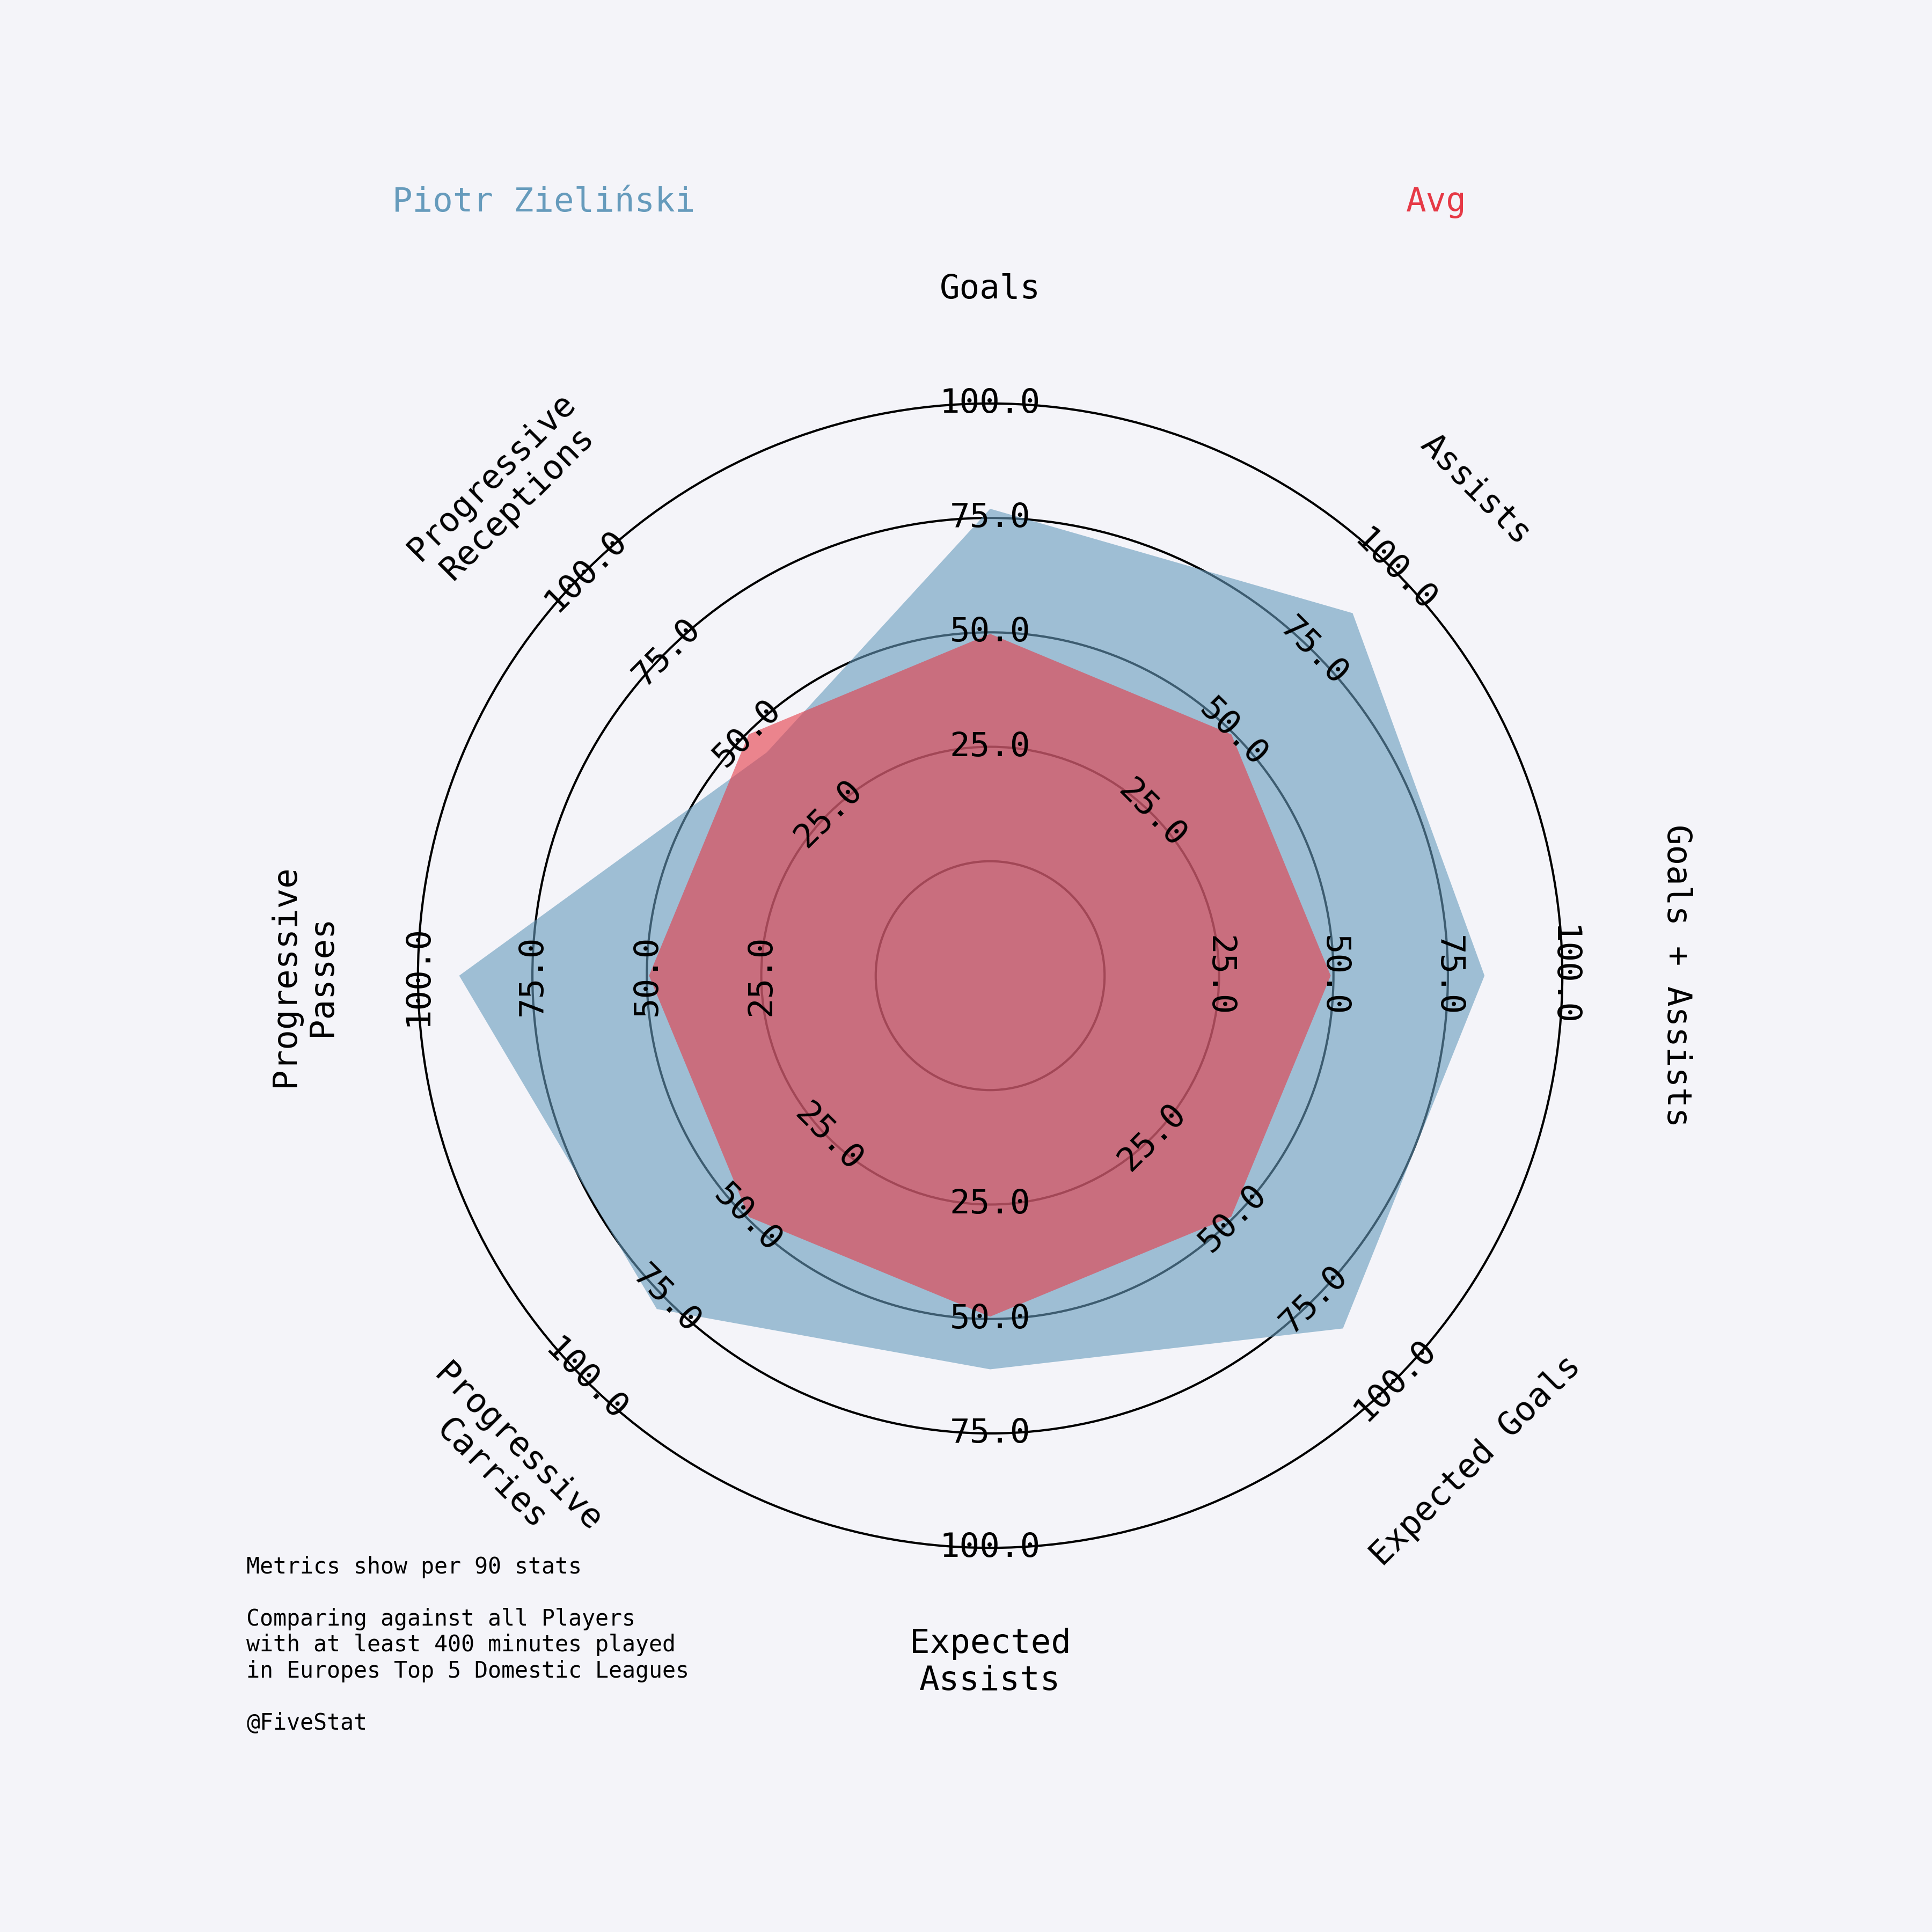 Piotr Zieliński
Avg
Goals
Assists
Goals + Assists
Expected Goals
Expected
Assists
Progressive
Carries
Progressive
Passes
Progressive
Receptions
25.0
50.0
75.0
100.0
25.0
50.0
75.0
100.0
25.0
50.0
75.0
100.0
25.0
50.0
75.0
100.0
25.0
50.0
75.0
100.0
25.0
50.0
75.0
100.0
25.0
50.0
75.0
100.0
25.0
50.0
75.0
100.0
Metrics show per 90 stats
Comparing against all Players
with at least 400 minutes played
in Europes Top 5 Domestic Leagues
@FiveStat